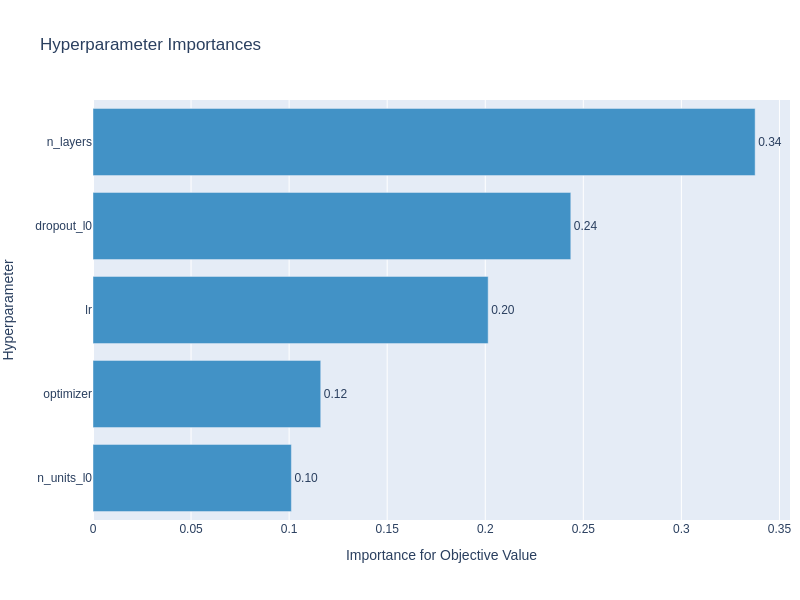 Hyperparameter Importances
Hyperparameter
n_layers
0.34
dropout_l0
0.24
lr
0.20
optimizer
0.12
n_units_l0
0.10
0
0.05
0.1
0.15
0.2
0.25
0.3
0.35
Importance for Objective Value